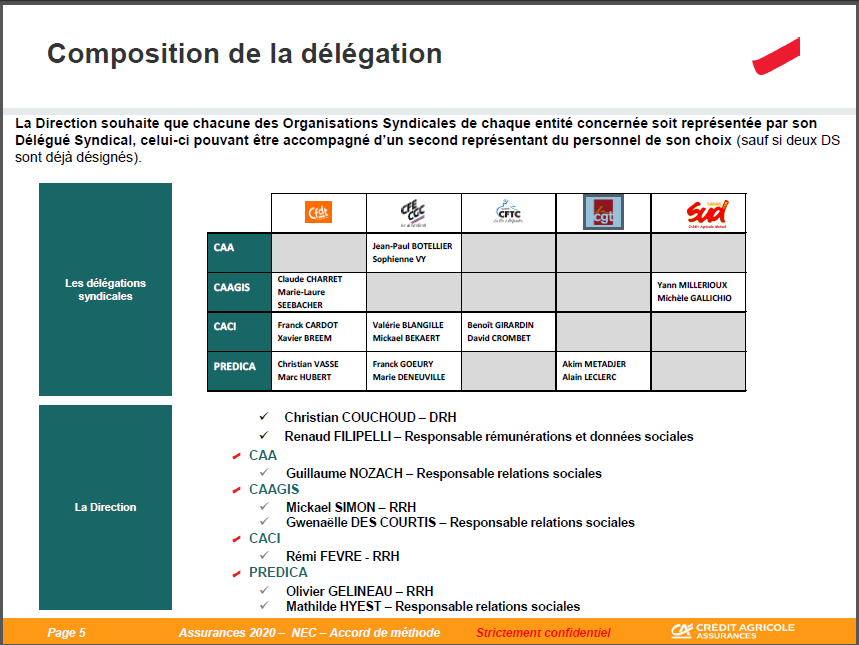 Composition de la délégation
La Direction souhaite que chacune des Organisations Syndicales de chaque entité concernée soit représentée par son
Délégué Syndical, celui-ci pouvant être accompagné d'un second représentant du personnel de son choix (sauf si deux DS
sont déjà désignés).
Les délégations
syndicales
Cfdt
CFE
CGC
CFTC
cgt
Sud
CAA
Jean-Paul BOTELLIER
Sophienne VY
CAAGIS
Claude CHARRET
Marie-Laure
SEEBACHER
Yann MILLERIOUX
Michèle GALLICHIO
CACI
Franck CARDOT
Xavier BREEM
Valérie BLANGILLE
Mickael BEKAERT
Benoît GIRARDIN
David CROMBET
PREDICA
Christian VASSE
Marc HUBERT
Franck GOEURY
Marie DENEUVILLE
Akim METADJER
Alain LECLERC
La Direction
✓ Christian COUCHOUD – DRH
✓ Renaud FILIPELLI – Responsable rémunérations et données sociales
CAA
✓ Guillaume NOZACH – Responsable relations sociales
CAAGIS
✓ Mickael SIMON – RRH
✓ Gwenaëlle DES COURTIS – Responsable relations sociales
CACI
✓ Rémi FEVRE - RRH
PREDICA
✓ Olivier GELINEAU – RRH
✓ Mathilde HYEST – Responsable relations sociales
Page 5
Assurances 2020 – NEC – Accord de méthode
Strictement confidentiel
CA CRÉDIT AGRICOLE
ASSURANCES